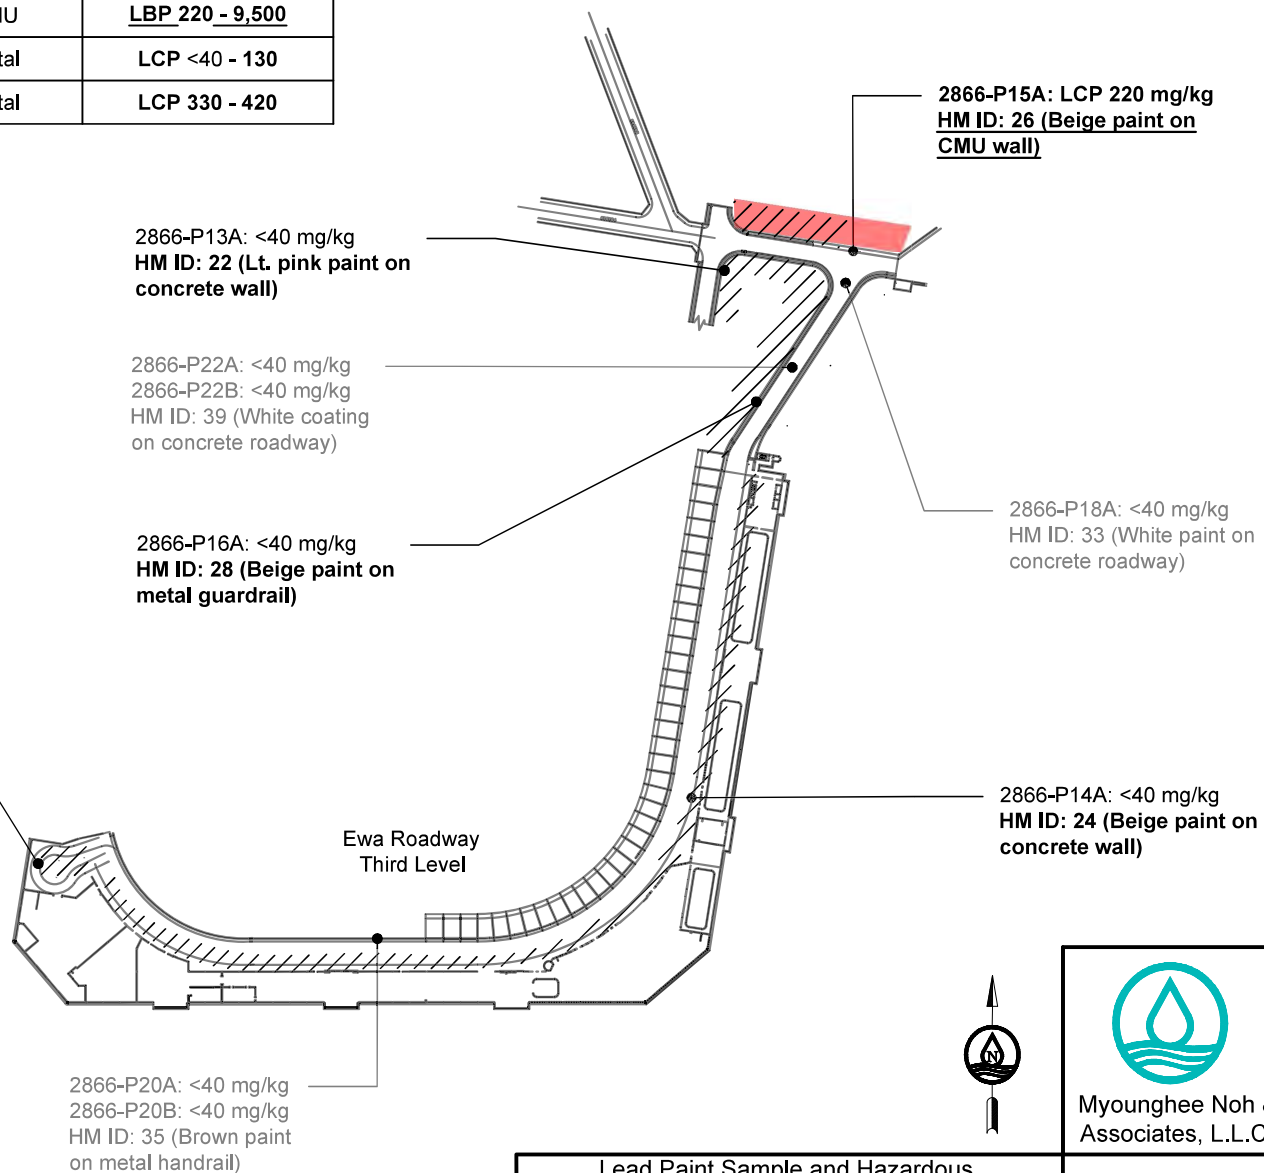 LBP 220 - 9,500
LCP <40 - 130
LCP 330 - 420
2866-P15A: LCP 220 mg/kg
HM ID: 26 (Beige paint on
CMU wall)
2866-P13A: <40 mg/kg
HM ID: 22 (Lt. pink paint on
concrete wall)
2866-P22A: <40 mg/kg
2866-P22B: <40 mg/kg
HM ID: 39 (White coating
on concrete roadway)
2866-P18A: <40 mg/kg
HM ID: 33 (White paint on
concrete roadway)
2866-P16A: <40 mg/kg
HM ID: 28 (Beige paint on
metal guardrail)
2866-P14A: <40 mg/kg
HM ID: 24 (Beige paint on
concrete wall)
Ewa Roadway
Third Level
2866-P20A: <40 mg/kg
2866-P20B: <40 mg/kg
HM ID: 35 (Brown paint
on metal handrail)
N
Myounghee Noh &
Associates, L.L.C
Lead Paint Sample and Hazardous